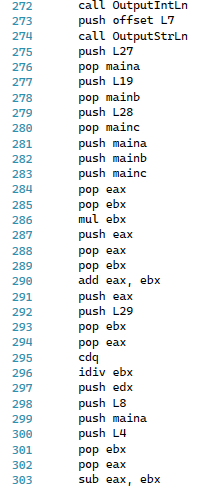 272 call OutputIntLn
273 push offset L7
274 call OutputStrLn
275 push L27
276 pop maina
277 push L19
278 pop mainb
279 push L28
280 pop mainc
281 push maina
282 push mainb
283 push mainc
284 pop eax
285 pop ebx
286 mul ebx
287 push eax
288 pop eax
289 pop ebx
290 add eax, ebx
291 push eax
292 push L29
293 pop ebx
294 pop eax
295 cdq
296 idiv ebx
297 push edx
298 push L8
299 push maina
300 push L4
301 pop ebx
302 pop eax
303 sub eax, ebx